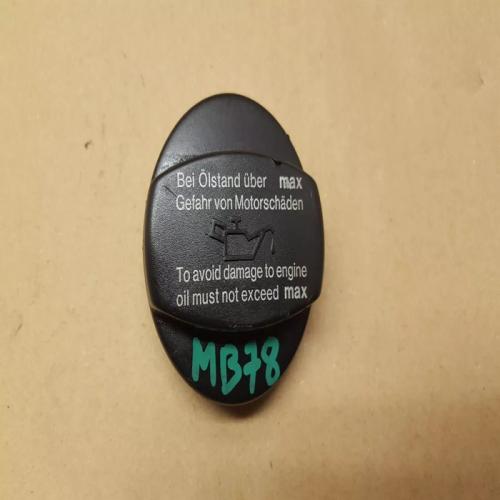 Bei Ölstand über max
Gefahr von Motorschäden
To avoid damage to engine
oil must not exceed max
MB78